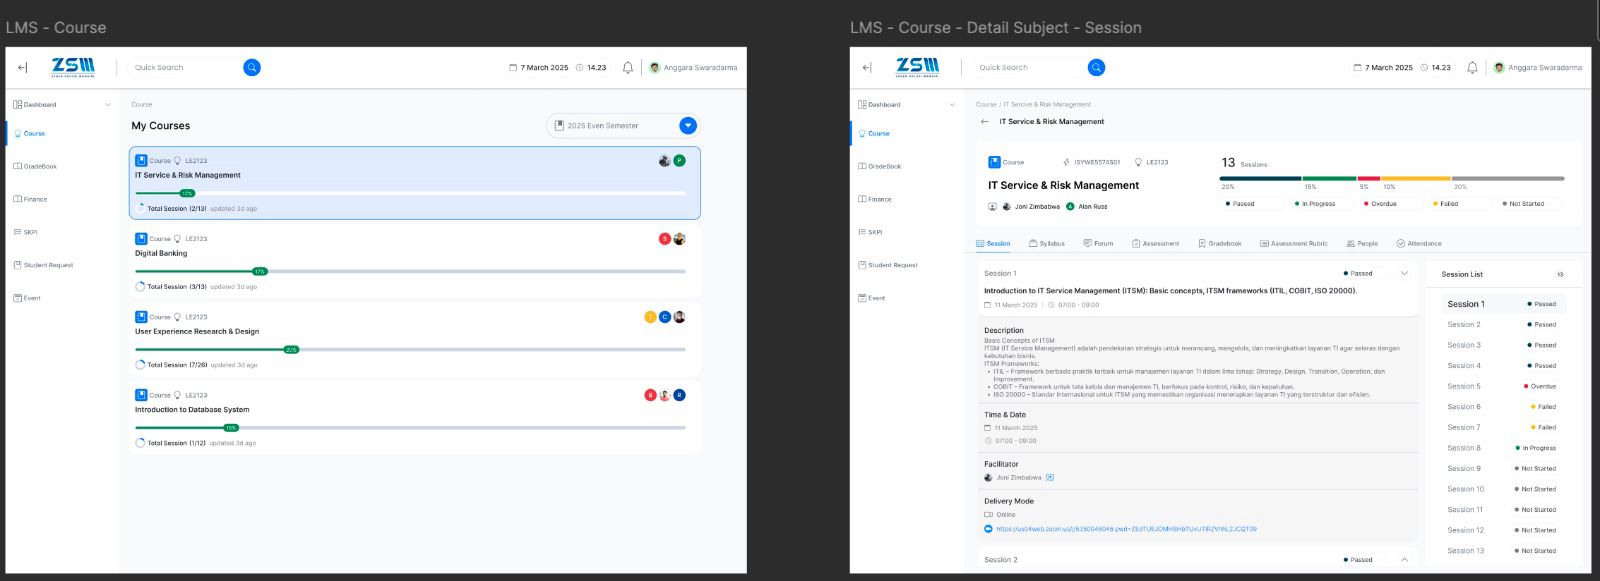 LMS - Course
ZSM
Quick Search
7 March 2025
14.23
Anggara Swaradarma
Dashboard
Course
GradeBook
Finance
SKPI
Student Request
Event
Course
My Courses
2025 Even Semester
Course LE2123
P
IT Service & Risk Management
Total Session (2/13) updated 3d ago
Course LE2123
S
Digital Banking
17%
Total Session (3/13) updated 3d ago
Course LE2123
C
User Experience Research & Design
20%
Total Session (7/26) updated 3d ago
Course LE2123
R
Introduction to Database System
15%
Total Session (1/12) updated 3d ago
LMS - Course - Detail Subject - Session
ZSM
Quick Search
7 March 2025
14.23
Anggara Swaradarma
Dashboard
Course
GradeBook
Finance
SKPI
Student Request
Event
Course / IT Service & Risk Management
IT Service & Risk Management
Course ISYWE5574S01 LE2123
IT Service & Risk Management
Joni Zimbabwa A Alan Russ
13 Sessions
20% 15% 5% 10% 30%
Passed In Progress Overdue Failed Not Started
Session Syllabus Forum Assessment Gradebook Assessment Rubric People Attendance
Session 1 Passed
Introduction to IT Service Management (ITSM): Basic concepts, ITSM frameworks (ITIL, COBIT, ISO 20000).
11 March 2025 07:00 - 09:00
Description
Basic Concepts of ITSM
ITSM (IT Service Management) adalah pendekatan strategis untuk merancang, mengelola, dan meningkatkan layanan TI agar selaras dengan
kebutuhan bisnis.
ITSM Frameworks:
• ITIL – Framework berbasis praktik terbaik untuk manajemen layanan TI dalam lima tahap: Strategy, Design, Transition, Operation, dan
Improvement.
• COBIT – Framework untuk tata kelola dan manajemen TI, berfokus pada kontrol, risiko, dan kepatuhan.
• ISO 20000 – Standar internasional untuk ITSM yang memastikan organisasi menerapkan layanan TI yang terstruktur dan efisien.
Time & Date
11 March 2025
07:00 - 09:00
Facilitator
Joni Zimbabwa
Delivery Mode
Online
Session 2 Passed
Session List 13
Session 1 Passed
Session 2 Passed
Session 3 Passed
Session 4 Passed
Session 5 Overdue
Session 6 Failed
Session 7 Failed
Session 8 In Progress
Session 9 Not Started
Session 10 Not Started
Session 11 Not Started
Session 12 Not Started
Session 13 Not Started